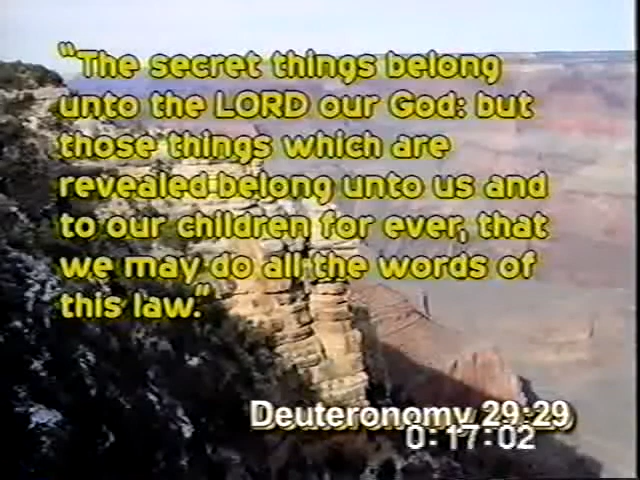 "The secret things belong
unto the LORD our God: but
those things which are
revealed belong unto us and
to our children for ever, that
we may do all the words of
this law."
Deuteronomy 29:29
0:17:02